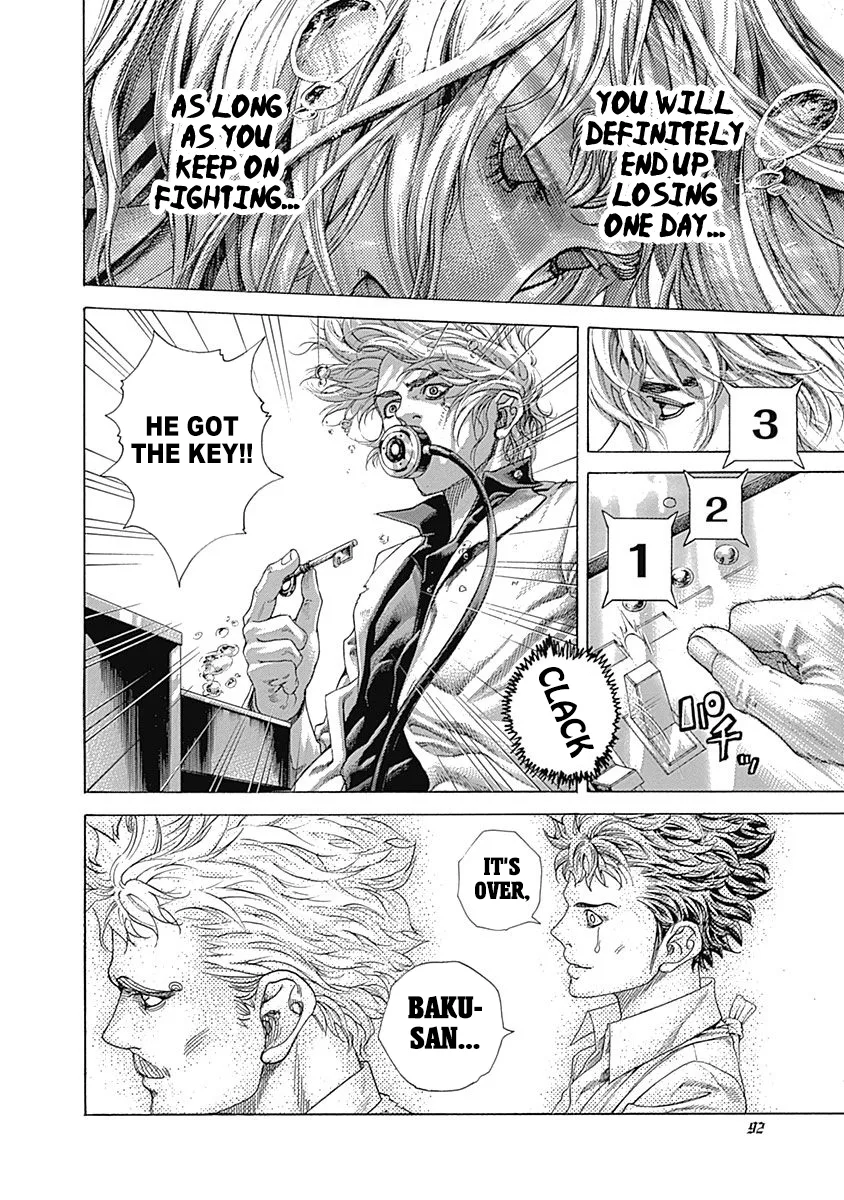 YOU WILL
DEFINITELY
END UP
LOSING
ONE DAY...
AS LONG
AS YOU
KEEP ON
FIGHTING...
3
2
1
パチッ
CLACK
HE GOT
THE KEY!!
IT'S
OVER,
BAKU-
SAN...
92